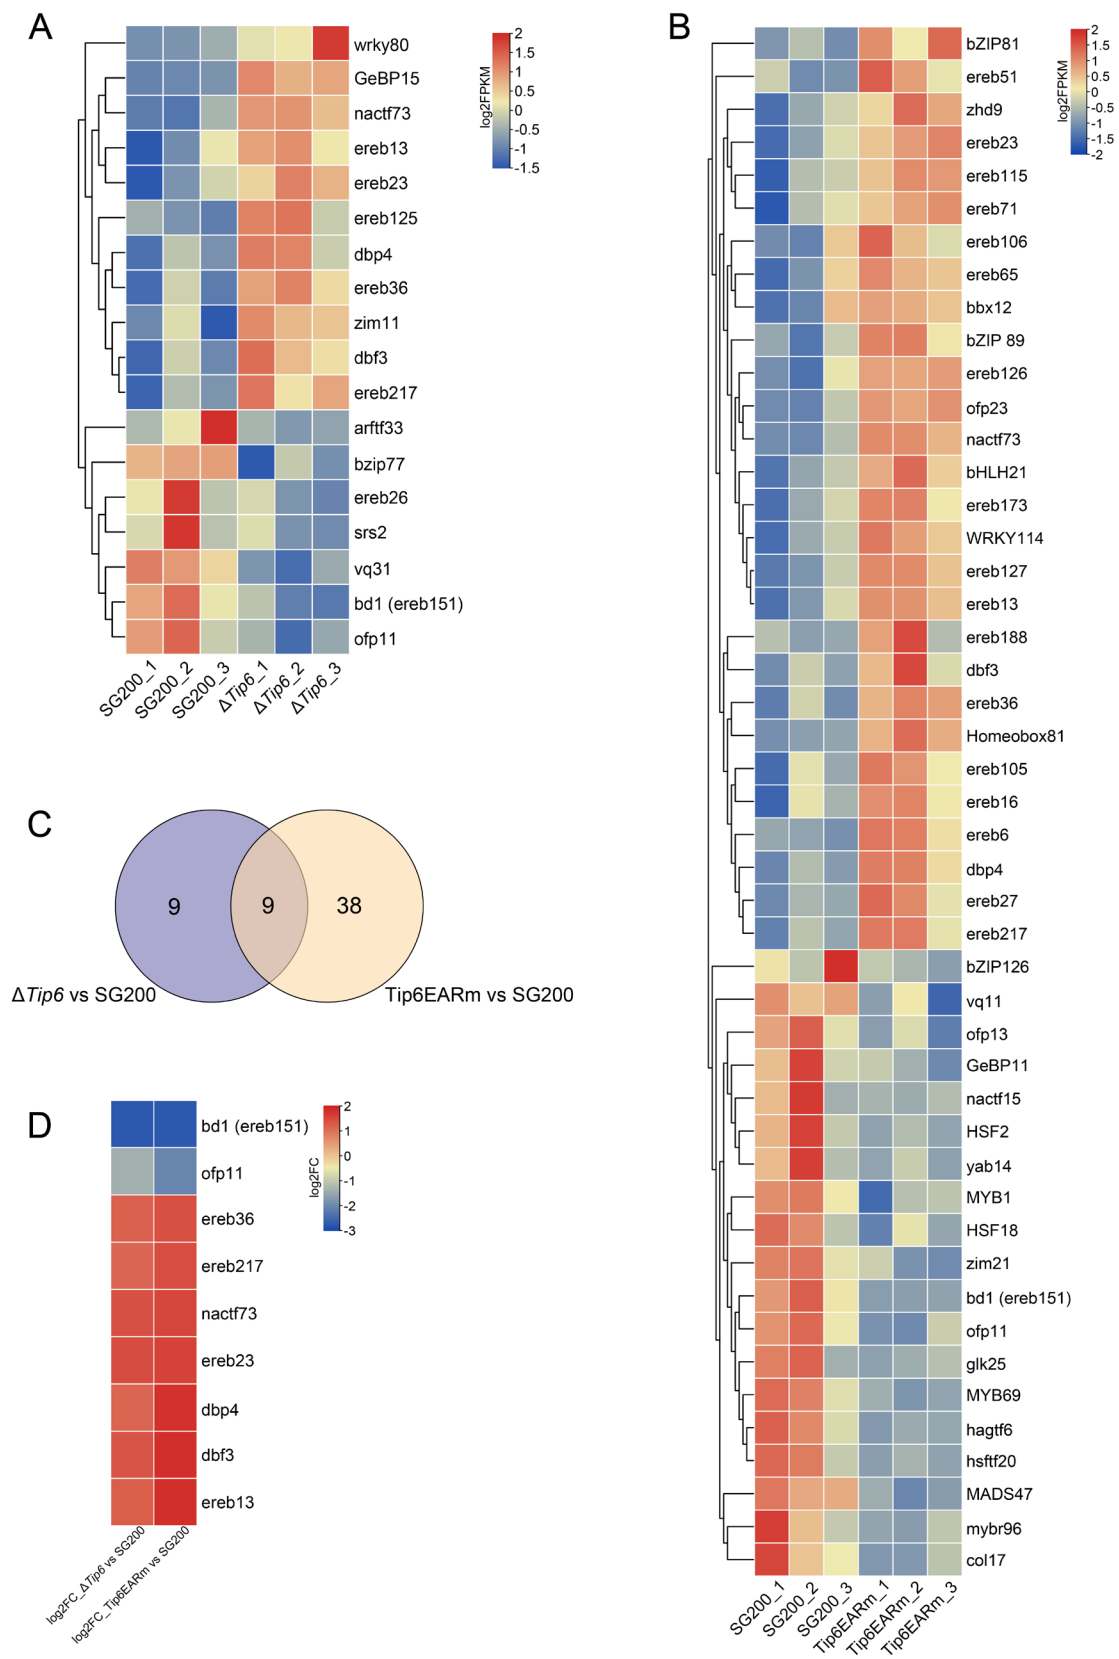 A
wrky80
GeBP15
nactf73
ereb13
ereb23
ereb125
dbp4
ereb36
zim11
dbf3
ereb217
arftf33
bzip77
ereb26
srs2
vq31
bd1 (ereb151)
ofp11
SG200_1
SG200_2
SG200_3
ΔTip6_1
ΔTip6_2
ΔTip6_3
log2FPKM
2
1.5
1
0.5
0
-0.5
-1
-1.5
B
bZIP81
ereb51
zhd9
ereb23
ereb115
ereb71
ereb106
ereb65
bbx12
bZIP 89
ereb126
ofp23
nactf73
bHLH21
ereb173
WRKY114
ereb127
ereb13
ereb188
dbf3
ereb36
Homeobox81
ereb105
ereb16
ereb6
dbp4
ereb27
ereb217
bZIP126
vq11
ofp13
GeBP11
nactf15
HSF2
yab14
MYB1
HSF18
zim21
bd1 (ereb151)
ofp11
glk25
MYB69
hagtf6
hsftf20
MADS47
mybr96
col17
SG200_1
SG200_2
SG200_3
Tip6EARm_1
Tip6EARm_2
Tip6EARm_3
log2FPKM
2
1.5
1
0.5
0
-0.5
-1
-1.5
-2
C
9
9
38
ΔTip6 vs SG200
Tip6EARm vs SG200
D
bd1 (ereb151)
ofp11
ereb36
ereb217
nactf73
ereb23
dbp4
dbf3
ereb13
log2FC_ΔTip6 vs SG200
log2FC_Tip6EARm vs SG200
log2FC
2
1
0
-1
-2
-3